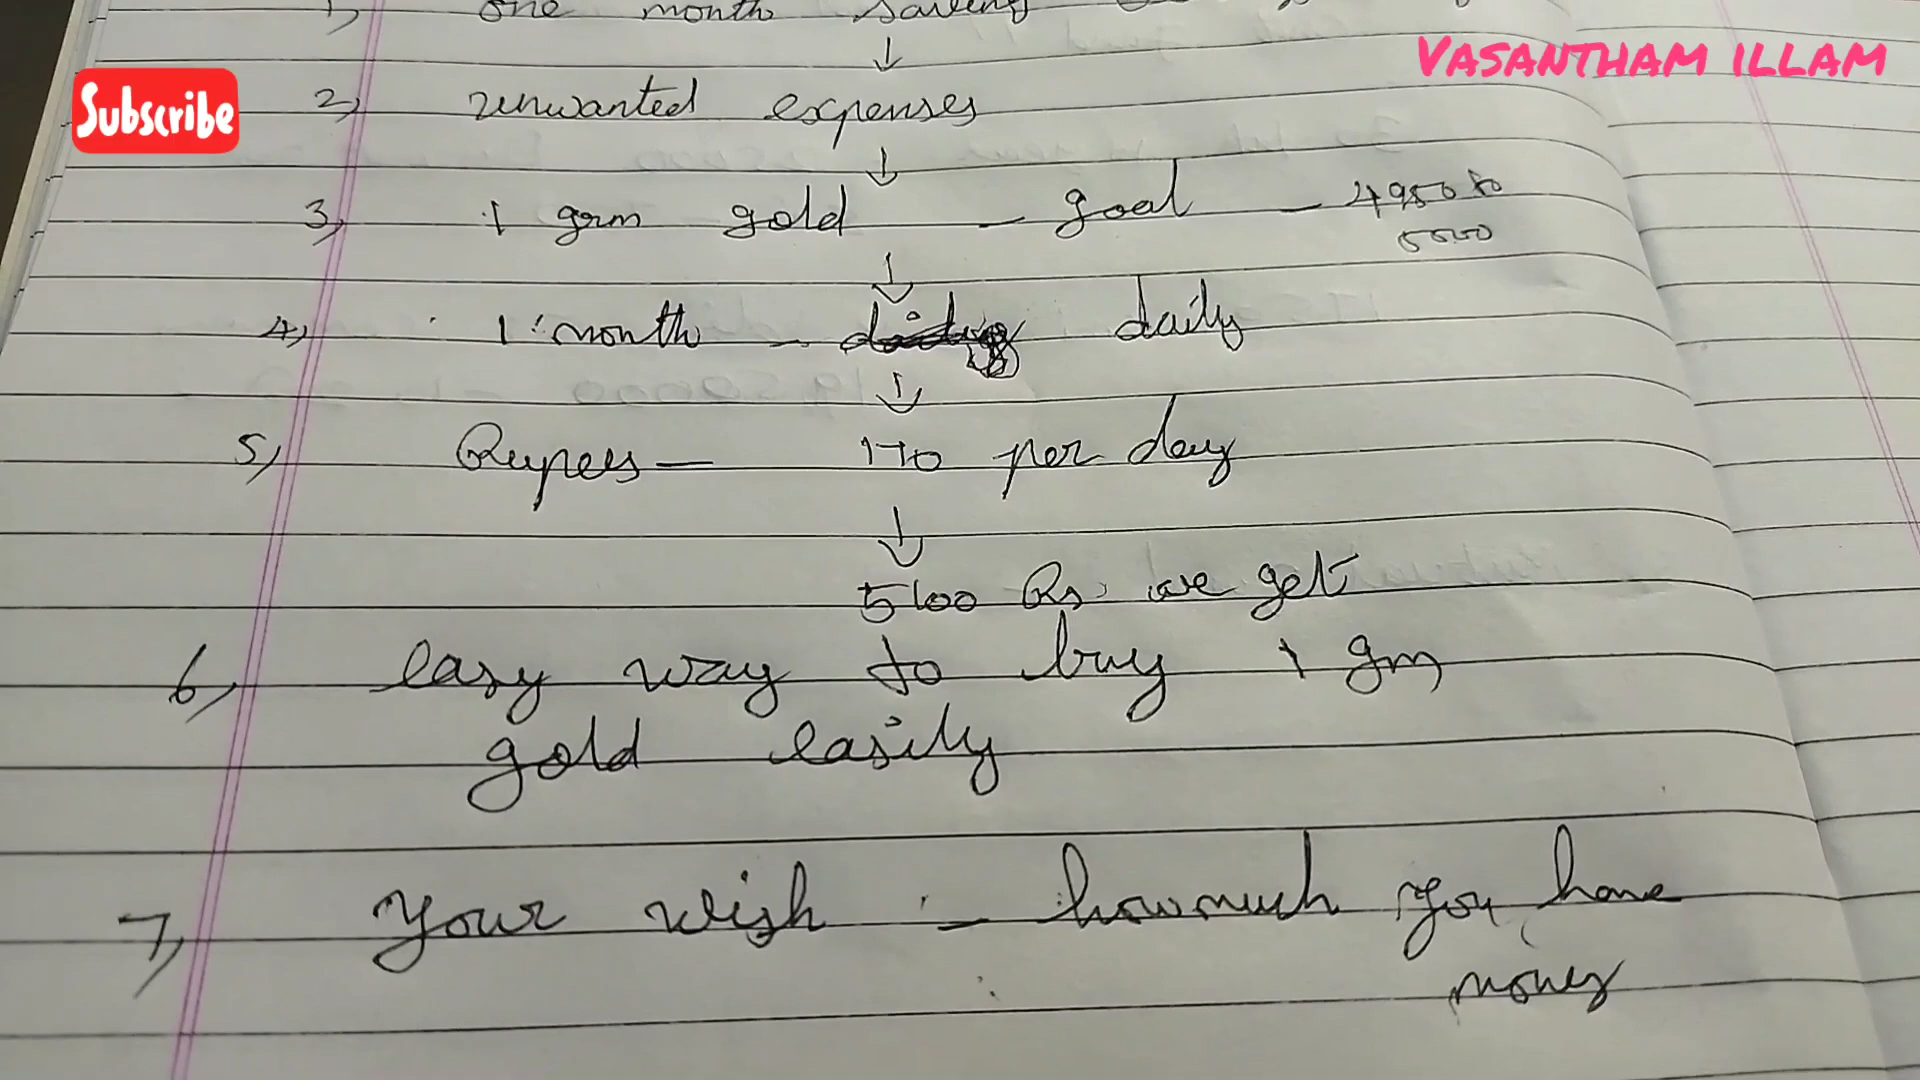 1) one month saving
VASANTHAM ILLAM
Subscribe
2) unwanted expenses
3) 1 grm gold - goal - 4950 to
4) 1 month - daily
5) Rupees - 170 per day
5100 Rs. we get
6) easy way to buy 1 gm
gold easily
7) Your wish - howmuch you have
money